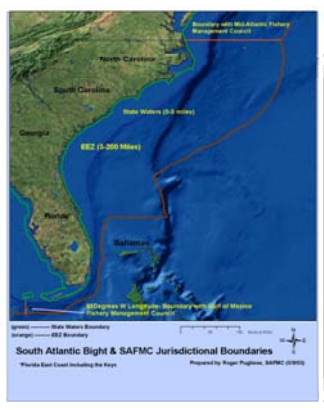 Boundary with Mid-Atlantic Fishery
Management Council
North Carolina
South Carolina
State Waters (0-3 miles)
Georgia
EEZ (3-200 Miles)
Florida
Bahamas
Degrees W Longitude- Boundary with Gulf of Mexico
Fishery Management Council
(green) State Waters Boundary
(orange) EEZ Boundary
N
South Atlantic Bight & SAFMC Jurisdictional Boundaries
*Florida East Coast Including the Keys
Prepared by Roger Pugliese, SAFMC